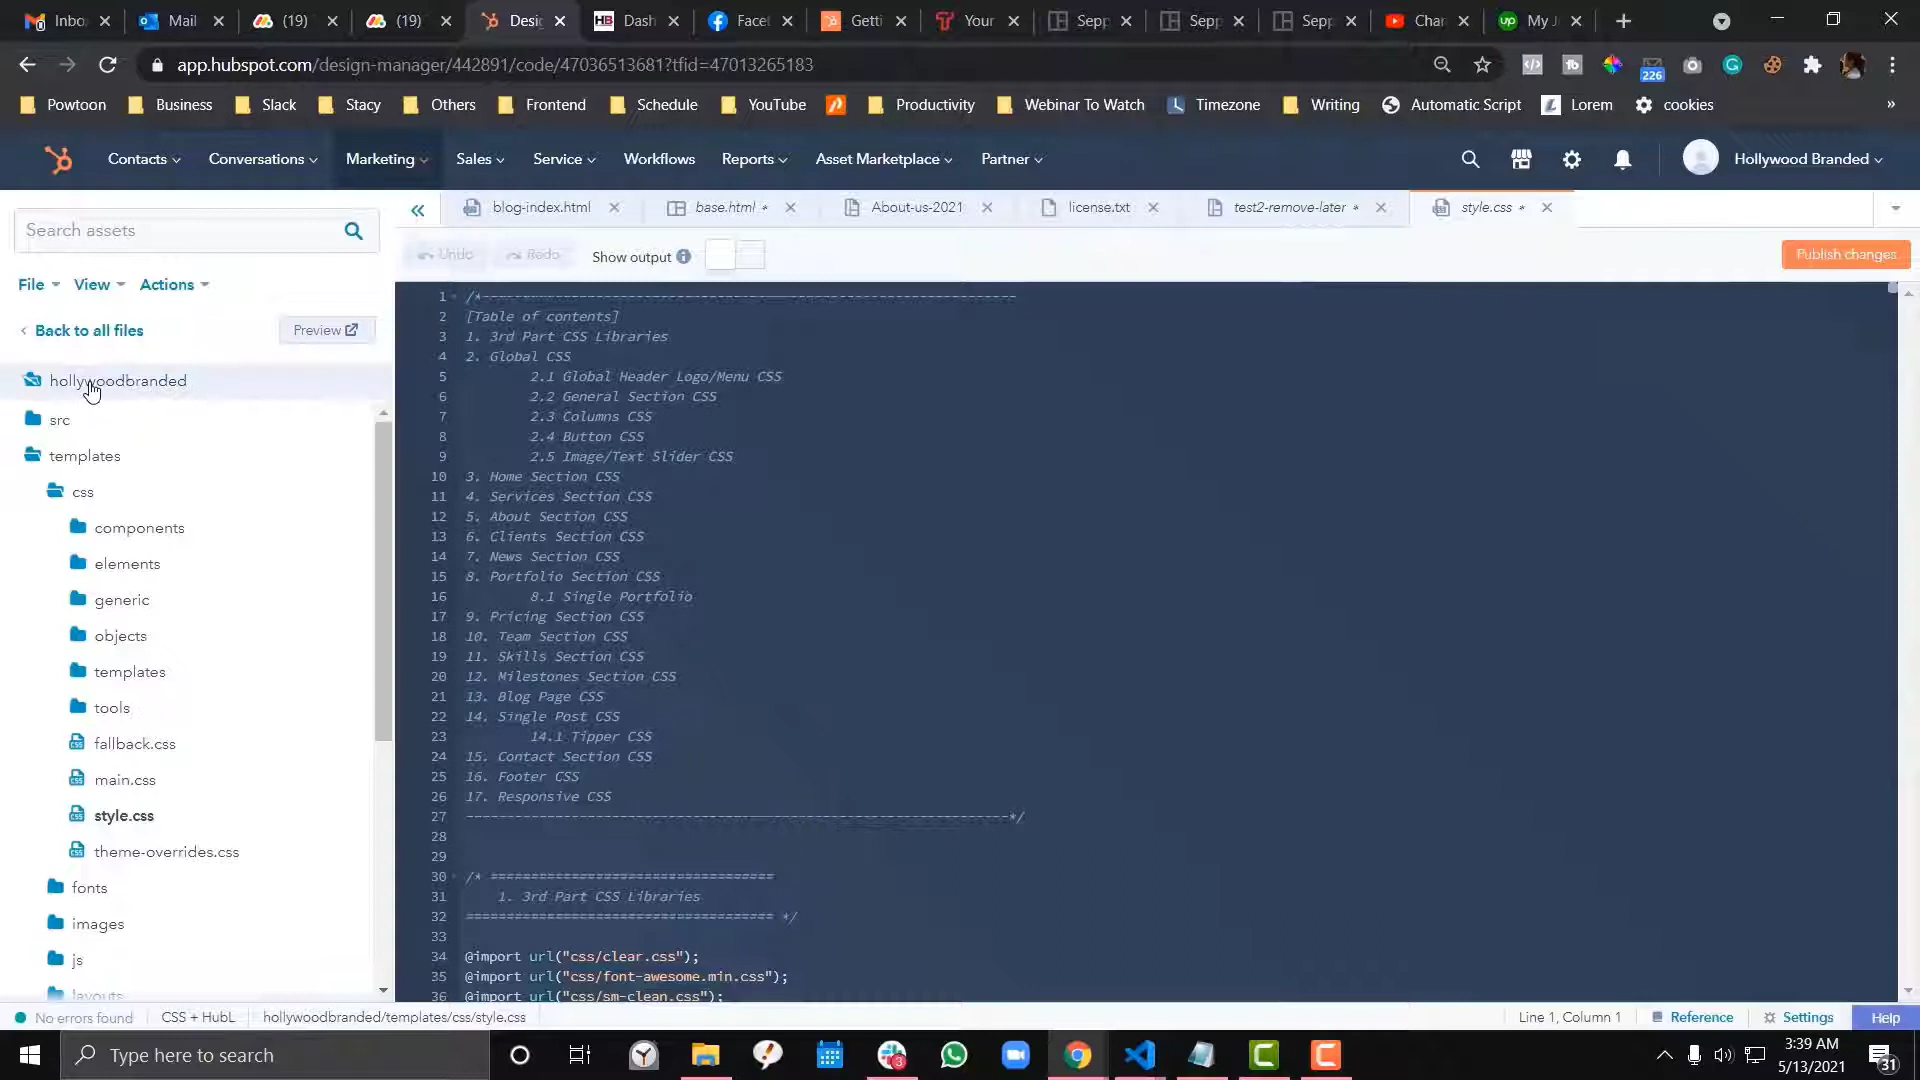 Inbo
Mail
(19)
(19)
Desi
Dash
Facet
Getti
Your
Sepp
Sepp
Sepp
Char
My J
app.hubspot.com/design-manager/442891/code/47036513681?tfid=47013265183
226
Powtoon
Business
Slack
Stacy
Others
Frontend
Schedule
YouTube
Productivity
Webinar To Watch
Timezone
Writing
Automatic Script
Lorem
cookies
»
Contacts
Conversations
Marketing
Sales
Service
Workflows
Reports
Asset Marketplace
Partner
Hollywood Branded
Search assets
blog-index.html
base.html *
About-us-2021
license.txt
test2-remove-later *
style.css *
Undo
Redo
Show output
Publish changes
File
View
Actions
Back to all files
Preview
hollywoodbranded
src
templates
css
components
elements
generic
objects
templates
tools
fallback.css
main.css
style.css
theme-overrides.css
fonts
images
js
layouts
1 /*------------------------------------------------------------------
2 [Table of contents]
3 1. 3rd Part CSS Libraries
4 2. Global CSS
5 2.1 Global Header Logo/Menu CSS
6 2.2 General Section CSS
7 2.3 Columns CSS
8 2.4 Button CSS
9 2.5 Image/Text Slider CSS
10 3. Home Section CSS
11 4. Services Section CSS
12 5. About Section CSS
13 6. Clients Section CSS
14 7. News Section CSS
15 8. Portfolio Section CSS
16 8.1 Single Portfolio
17 9. Pricing Section CSS
18 10. Team Section CSS
19 11. Skills Section CSS
20 12. Milestones Section CSS
21 13. Blog Page CSS
22 14. Single Post CSS
23 14.1 Tipper CSS
24 15. Contact Section CSS
25 16. Footer CSS
26 17. Responsive CSS
27 -------------------------------------------------------------------*/
28
29
30 /* ===================================
31 1. 3rd Part CSS Libraries
32 ====================================== */
33
34 @import url("css/clear.css");
35 @import url("css/font-awesome.min.css");
36 @import url("css/sm-clean.css");
No errors found
CSS + HubL
hollywoodbranded/templates/css/style.css
Line 1, Column 1
Reference
Settings
Help
Type here to search
3
3:39 AM
5/13/2021
31